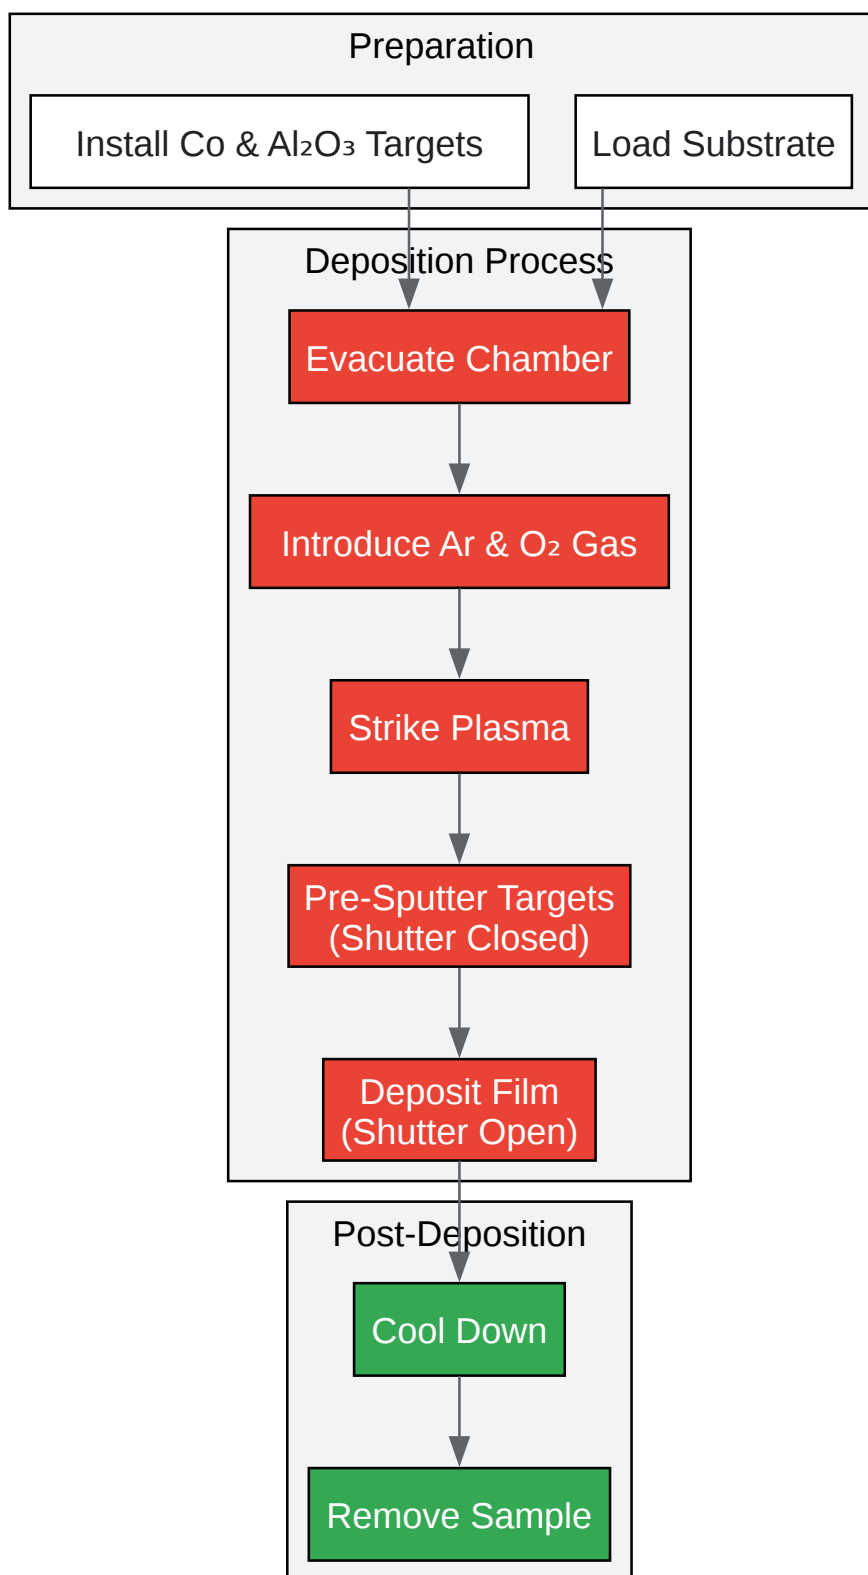 Preparation
Install Co & Al₂O₃ Targets
Load Substrate
Deposition Process
Evacuate Chamber
Introduce Ar & O₂ Gas
Strike Plasma
Pre-Sputter Targets
(Shutter Closed)
Deposit Film
(Shutter Open)
Post-Deposition
Cool Down
Remove Sample